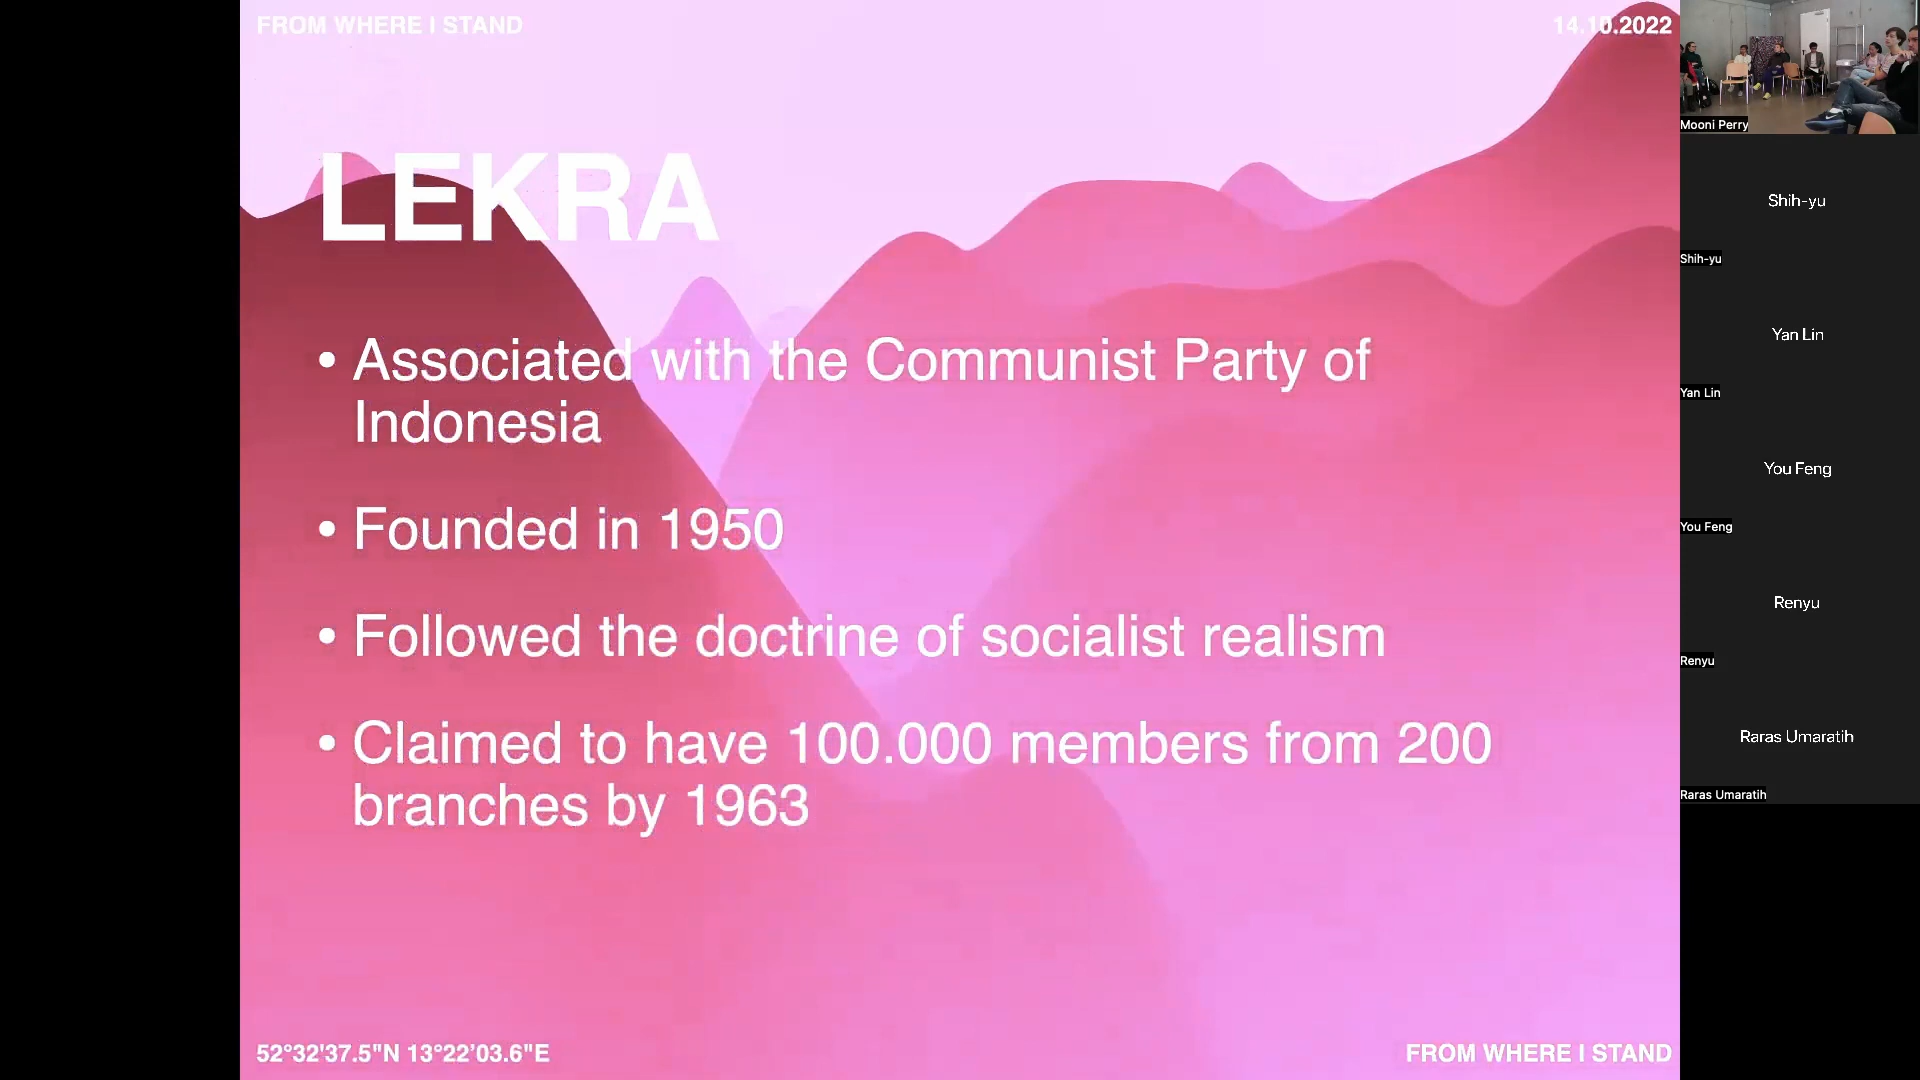 FROM WHERE I STAND
14.10.2022
LEKRA
• Associated with the Communist Party of
Indonesia
• Founded in 1950
• Followed the doctrine of socialist realism
• Claimed to have 100.000 members from 200
branches by 1963
52°32'37.5"N 13°22’03.6"E
FROM WHERE I STAND
Mooni Perry
Shih-yu
Shih-yu
Yan Lin
Yan Lin
You Feng
You Feng
Renyu
Renyu
Raras Umaratih
Raras Umaratih